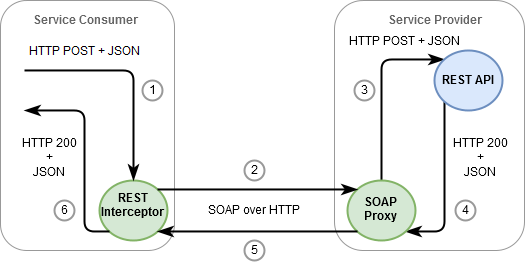 Service Consumer
Service Provider
HTTP POST + JSON
HTTP POST + JSON
1
3
REST API
HTTP 200
+
JSON
HTTP 200
+
JSON
2
6
REST
Interceptor
SOAP over HTTP
SOAP
Proxy
4
5